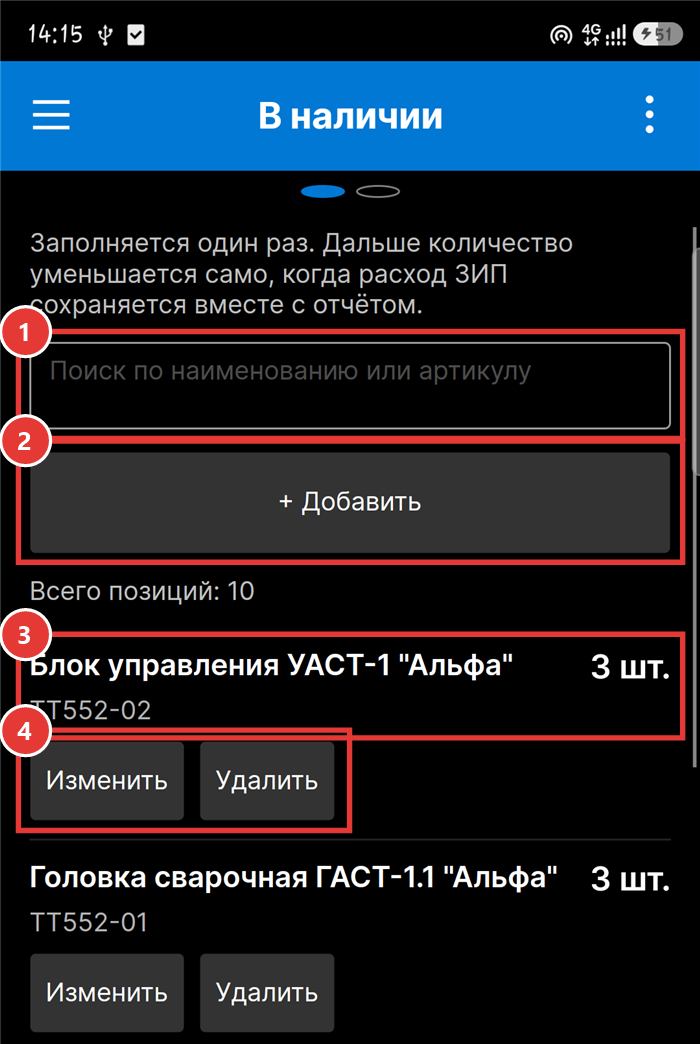 14:15 4G 51
В наличии
Заполняется один раз. Дальше количество
уменьшается само, когда расход ЗИП
сохраняется вместе с отчётом.
1
Поиск по наименованию или артикулу
2
+ Добавить
Всего позиций: 10
3
Блок управления УАСТ-1 "Альфа" 3 шт.
ТТ552-02
4
Изменить Удалить
Головка сварочная ГАСТ-1.1 "Альфа" 3 шт.
ТТ552-01
Изменить Удалить